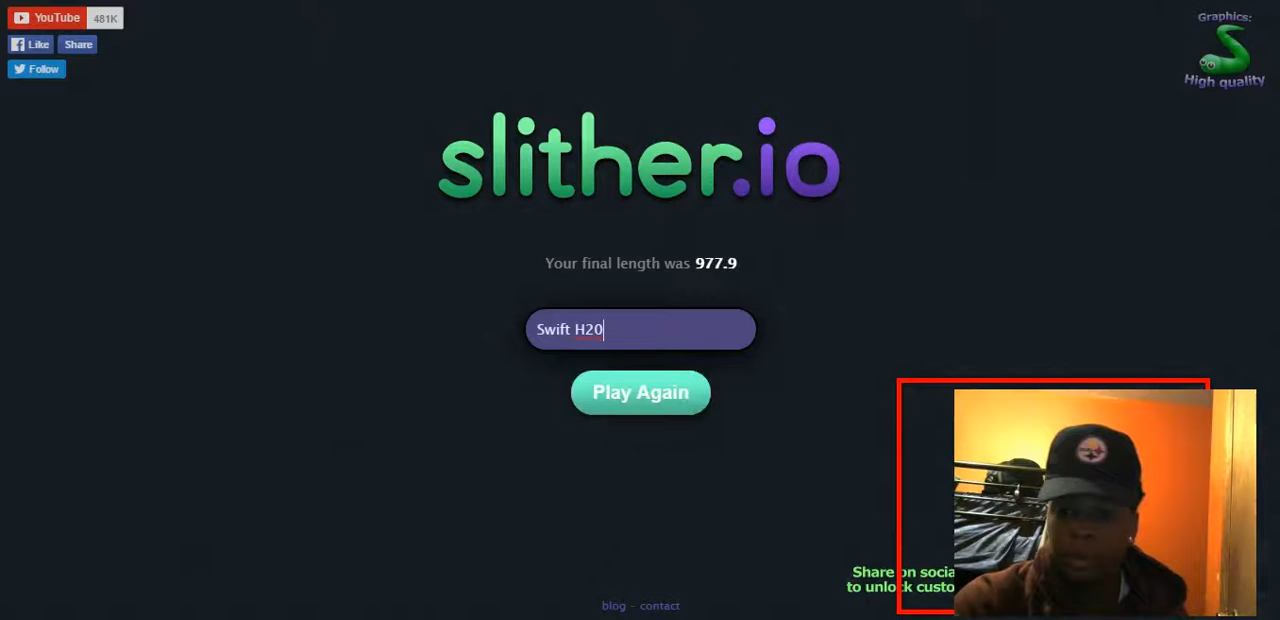 YouTube 481K
Like Share
Follow
Graphics:
High quality
slither.io
Your final length was 977.9
Swift H20
Play Again
Share on socia
to unlock custo
blog - contact